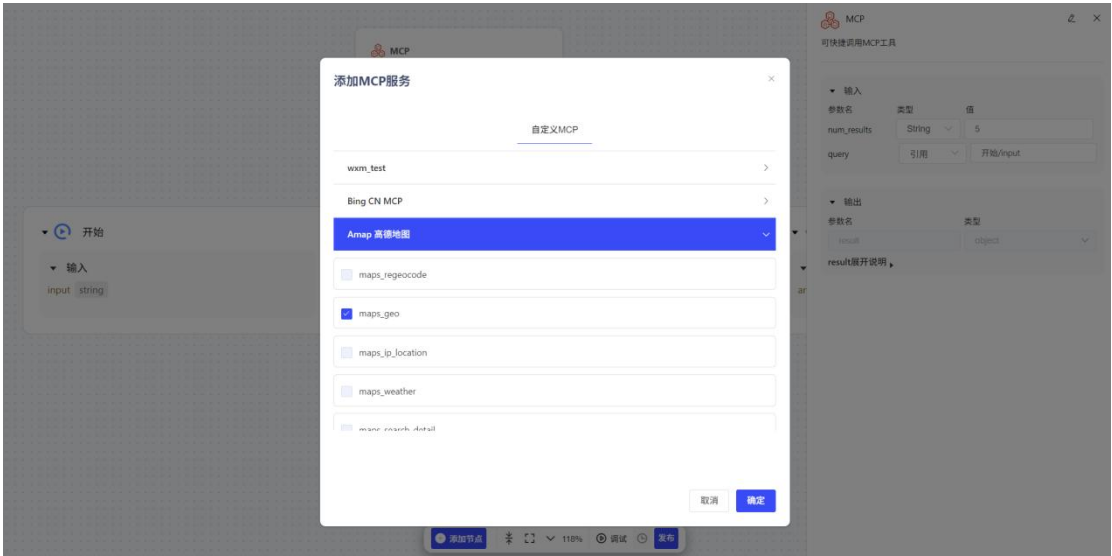 MCP
添加MCP服务
自定义MCP
wxm_test
Bing CN MCP
Amap 高德地图
maps_regeocode
maps_geo
maps_ip_location
maps_weather
maps_search_detail
取消 确定
开始
输入
input string
ar
添加节点 118% 调试 发布
MCP
可快捷调用MCP工具
输入
参数名 类型 值
num_results String 5
query 引用 开始/input
输出
参数名 类型
result object
result展开说明